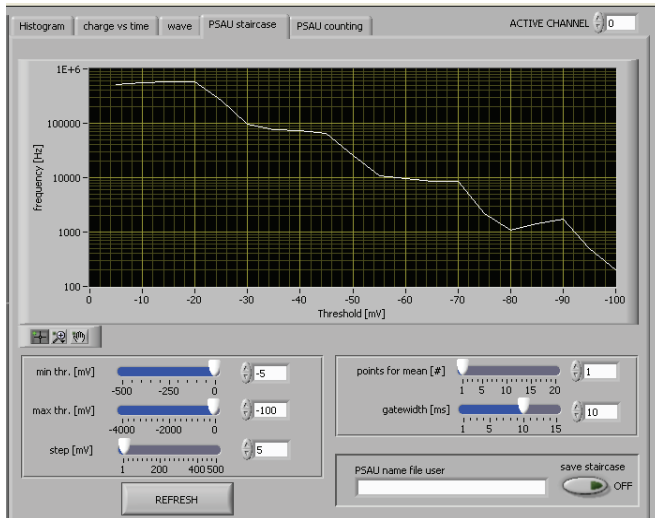 Histogram charge vs time wave PSAU staircase PSAU counting ACTIVE CHANNEL 0
1E+6
100000
10000
1000
100
frequency [Hz]
0 -10 -20 -30 -40 -50 -60 -70 -80 -90 -100
Threshold [mV]
min thr. [mV] -5
-500 -250 0
max thr. [mV] -100
-4000 -2000 0
step [mV] 5
1 200 400 500
REFRESH
points for mean [#] 1
1 5 10 15 20
gatewidth [ms] 10
1 5 10 15
PSAU name file user
save staircase
OFF